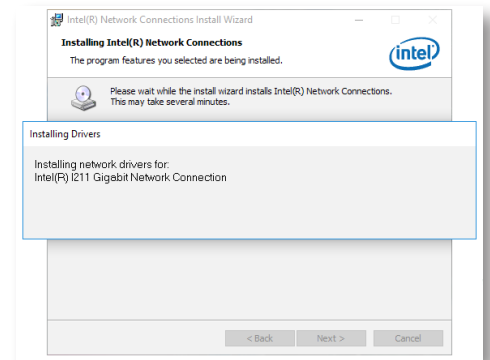 Intel(R) Network Connections Install Wizard
Installing Intel(R) Network Connections
The program features you selected are being installed.
intel
Please wait while the install wizard installs Intel(R) Network Connections.
This may take several minutes.
Installing Drivers
Installing network drivers for:
Intel(R) I211 Gigabit Network Connection
< Back Next > Cancel